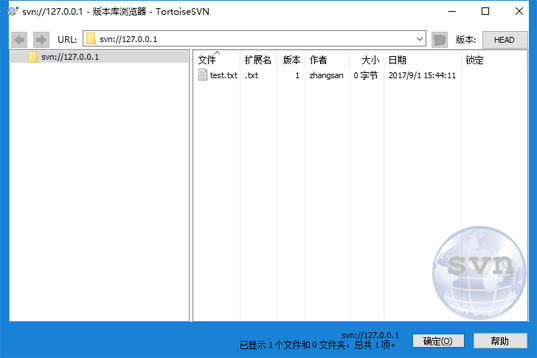 svn://127.0.0.1 - 版本库浏览器 - TortoiseSVN
URL: svn://127.0.0.1 版本: HEAD
svn://127.0.0.1
文件 扩展名 版本 作者 大小 日期 锁定
test.txt .txt 1 zhangsan 0 字节 2017/9/1 15:44:11
svn
svn://127.0.0.1
已显示 1 个文件和 0 文件夹，总共 1 项。
确定(O) 帮助